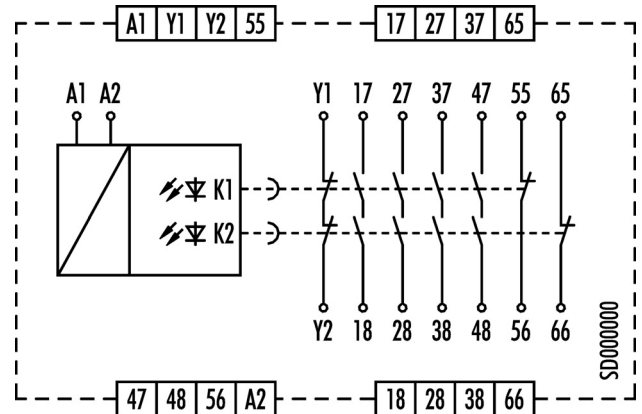 A1 Y1 Y2 55 17 27 37 65
A1 A2 Y1 17 27 37 47 55 65
K1
K2
Y2 18 28 38 48 56 66
SD000000
47 48 56 A2 18 28 38 66